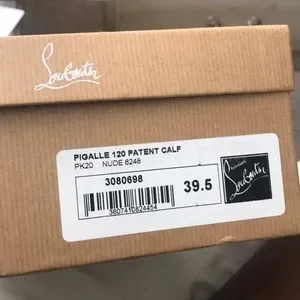 Louboutin
PIGALLE 120 PATENT CALF
PK20 NUDE 6248
3080698
39.5
Louboutin